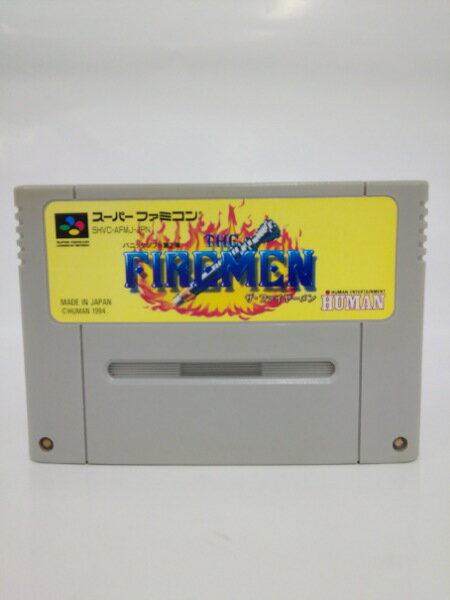 スーパーファミコン
SHVC-AFMJ-JPN
THE
FIREMEN
ザ・ファイヤーメン
HUMAN ENTERTAINMENT
HUMAN
MADE IN JAPAN
©HUMAN 1994